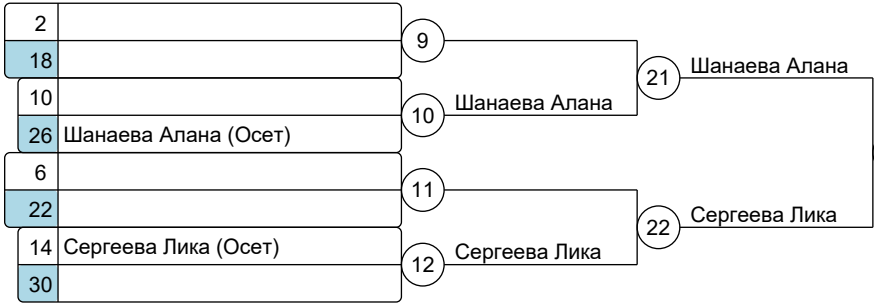 2
9
18
21 Шанаева Алана
10
10 Шанаева Алана
26 Шанаева Алана (Осет)
6
11
22
22 Сергеева Лика
14 Сергеева Лика (Осет)
12 Сергеева Лика
30